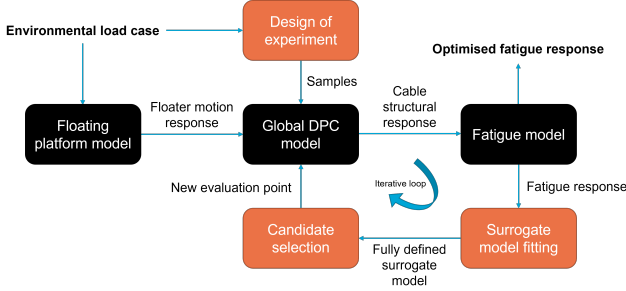 Environmental load case
Design of
experiment
Optimised fatigue response
Samples
Floating
platform model
Floater motion
response
Global DPC
model
Cable
structural
response
Fatigue model
Iterative loop
New evaluation point
Fatigue response
Candidate
selection
Fully defined
surrogate
model
Surrogate
model fitting